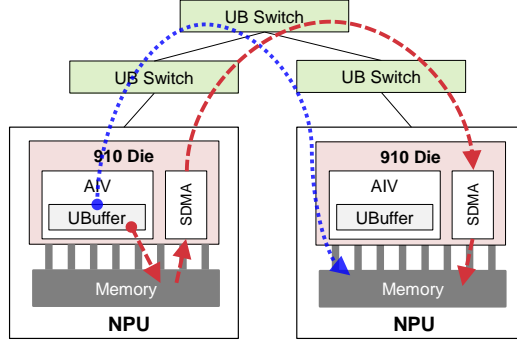 UB Switch
UB Switch
UB Switch
910 Die
AIV
UBuffer
SDMA
Memory
NPU
910 Die
AIV
UBuffer
SDMA
Memory
NPU